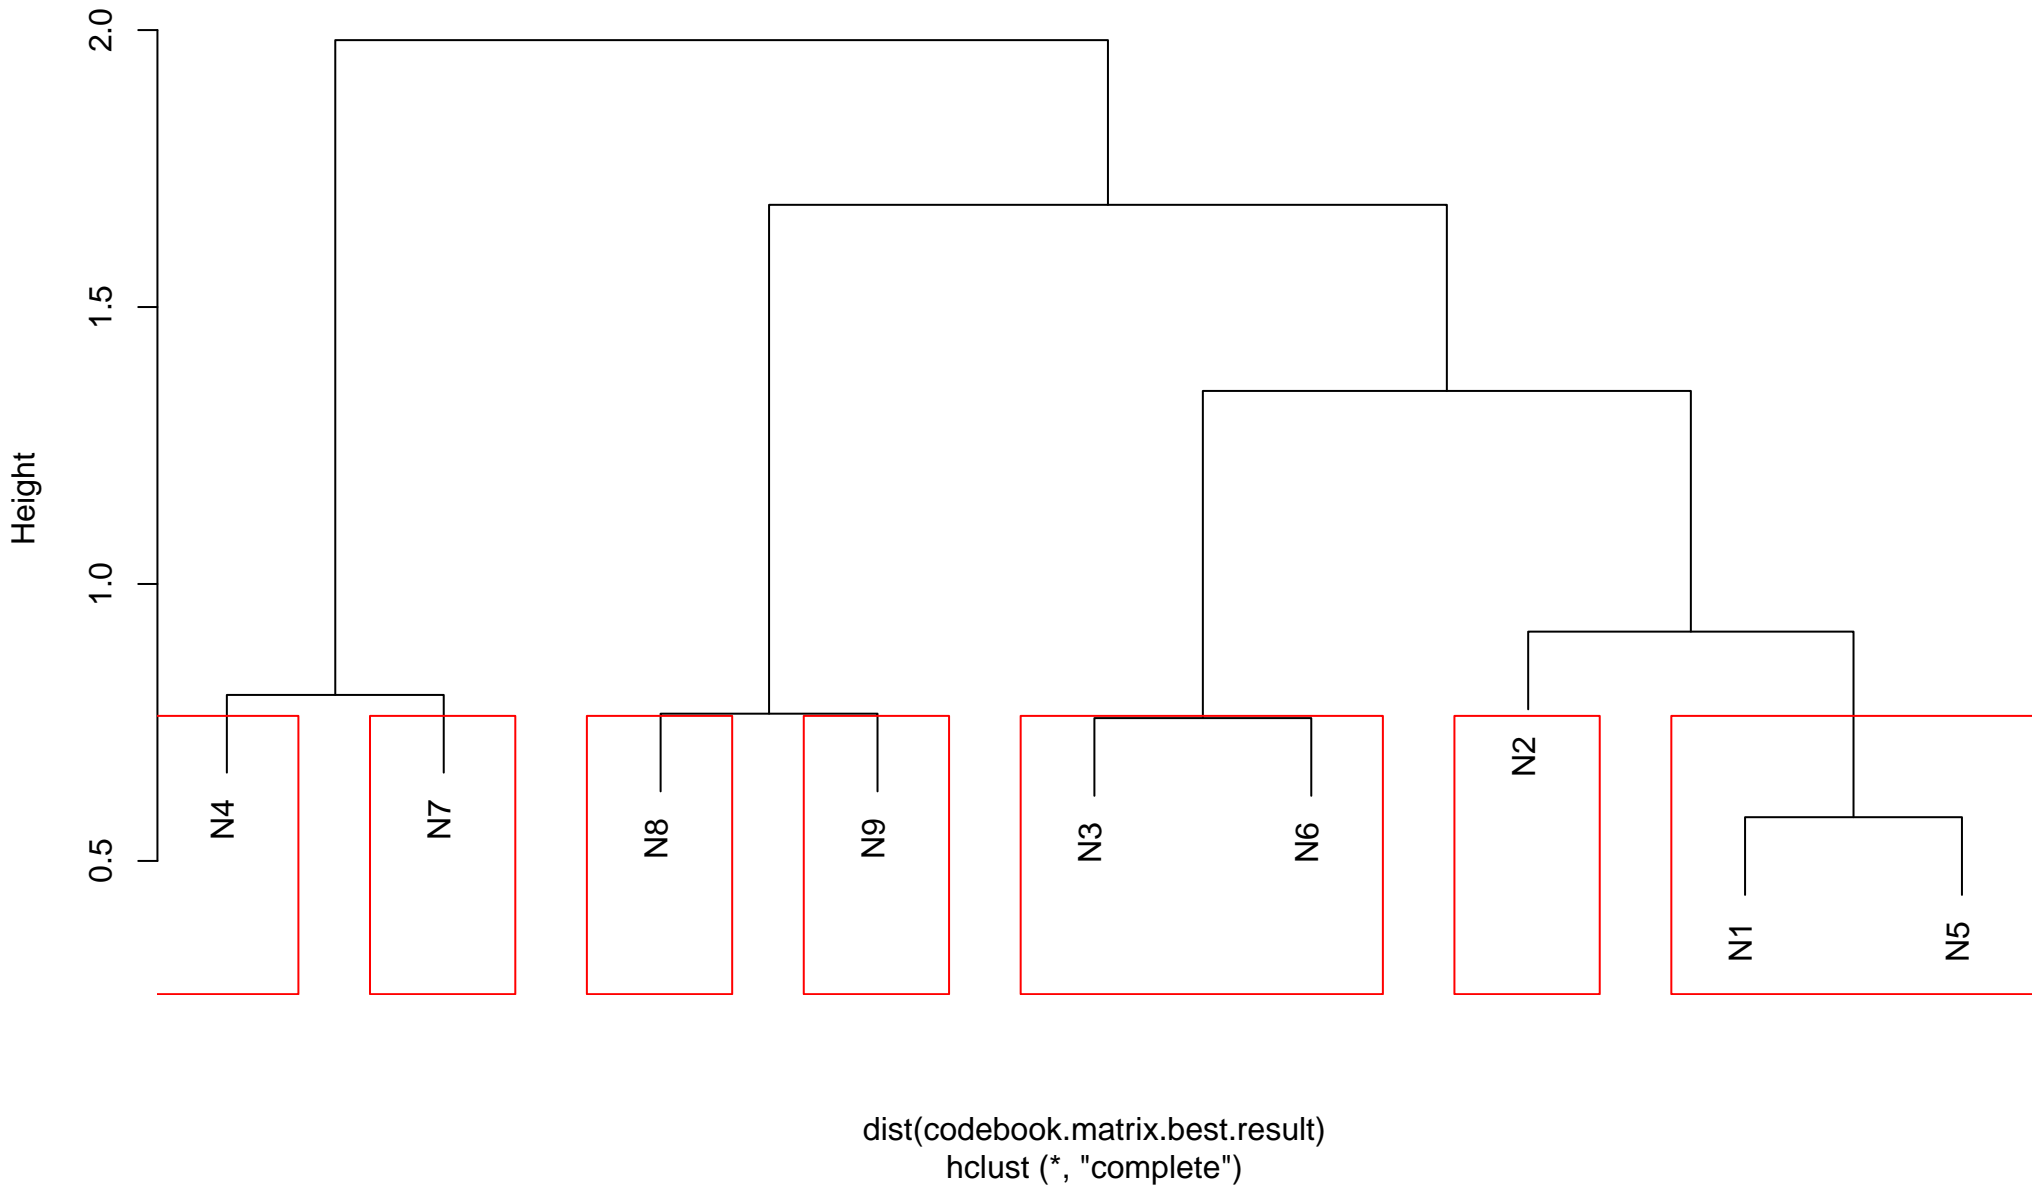 2.0
1.5
1.0
0.5
Height
N4
N7
N8
N9
N3
N6
N2
N1
N5
dist(codebook.matrix.best.result)
hclust (*, "complete")